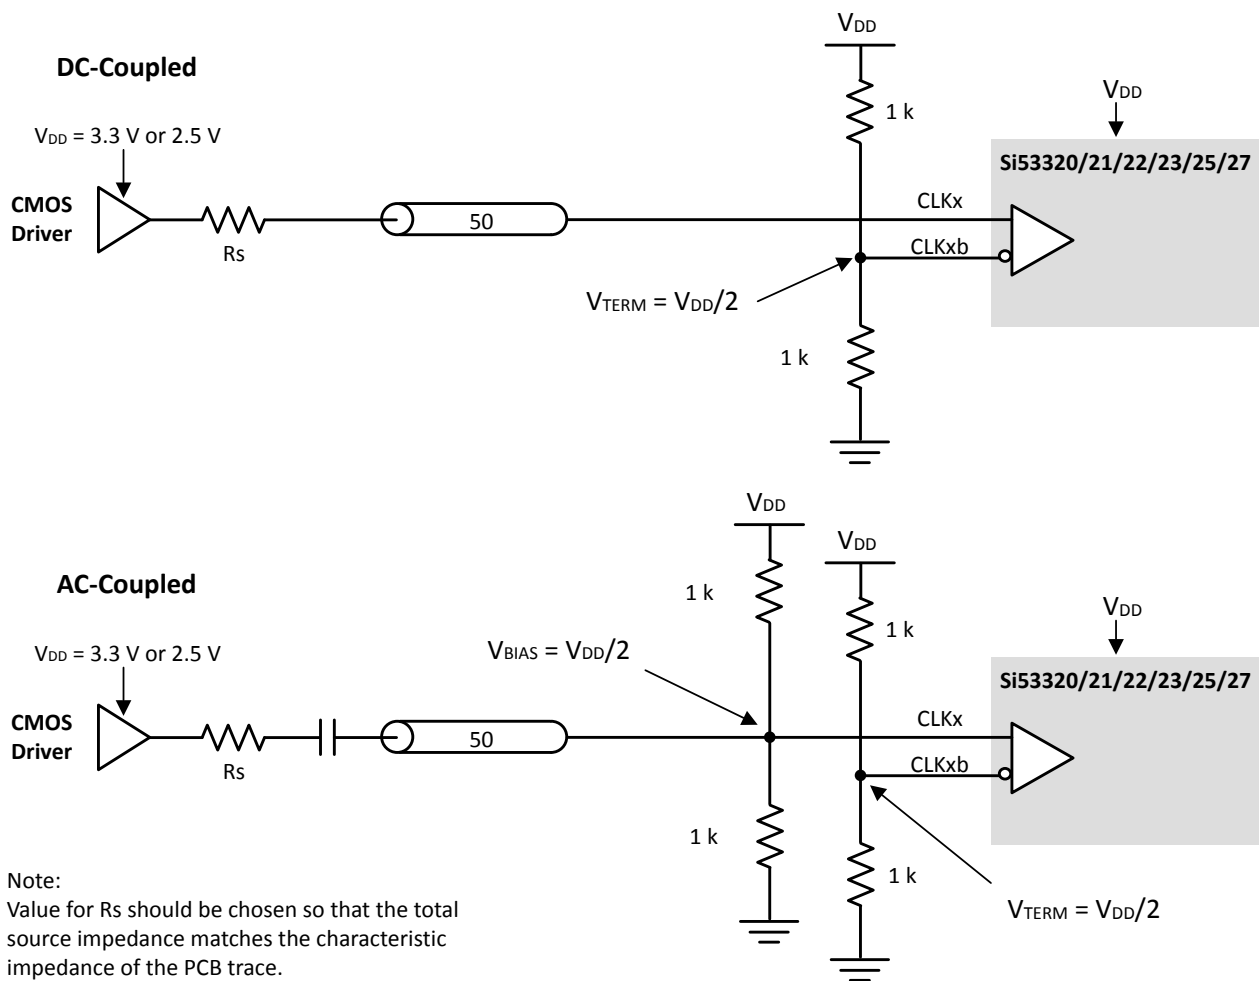 VDD
DC-Coupled
1 k
VDD
VDD = 3.3 V or 2.5 V
Si53320/21/22/23/25/27
CMOS
Driver
Rs
50
CLKx
CLKxb
VTERM = VDD/2
1 k
VDD
VDD
AC-Coupled
1 k
1 k
VDD
VDD = 3.3 V or 2.5 V
VBIAS = VDD/2
Si53320/21/22/23/25/27
CMOS
Driver
Rs
50
CLKx
CLKxb
1 k
1 k
VTERM = VDD/2
Note:
Value for Rs should be chosen so that the total
source impedance matches the characteristic
impedance of the PCB trace.